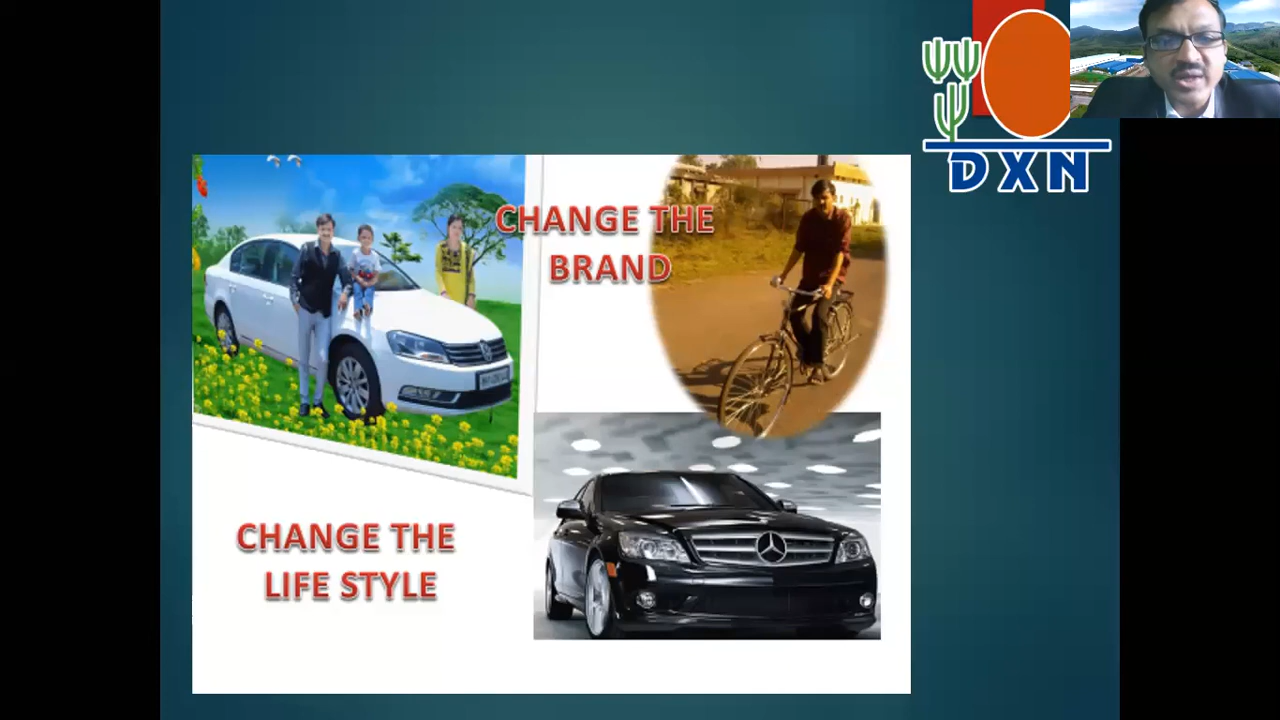 DXN
CHANGE THE
BRAND
CHANGE THE
LIFE STYLE